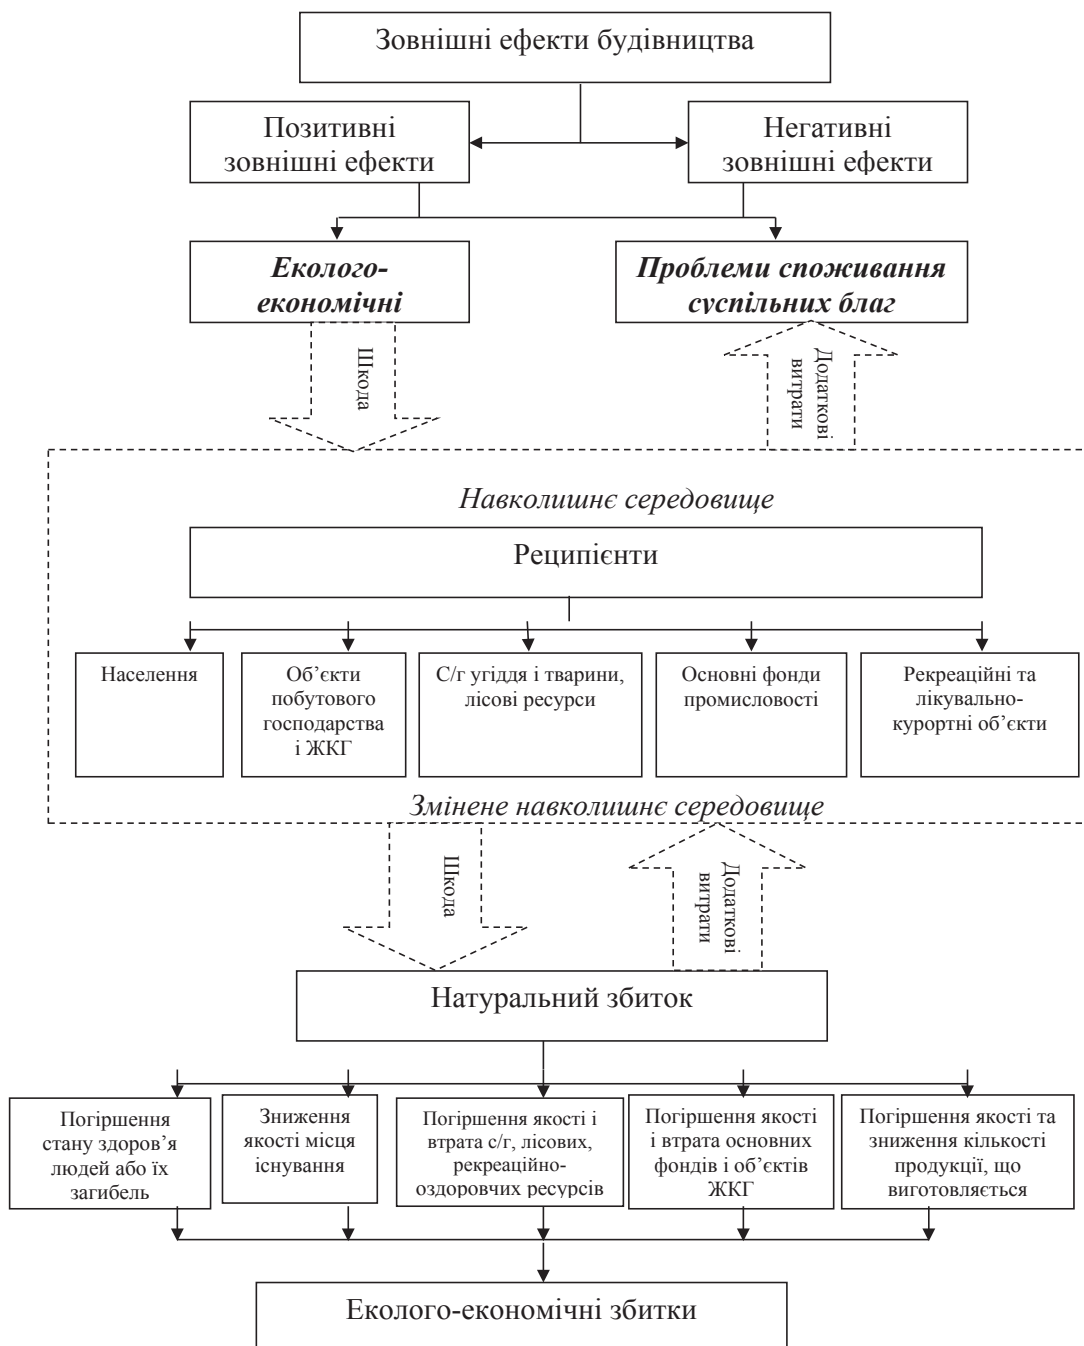 Зовнішні ефекти будівництва
Позитивні
зовнішні ефекти
Негативні
зовнішні ефекти
Еколого-
економічні
Проблеми споживання
суспільних благ
Шкода
Додаткові
витрати
Навколишнє середовище
Реципієнти
Населення
Об’єкти
побутового
господарства
і ЖКГ
С/г угіддя і тварини,
лісові ресурси
Основні фонди
промисловості
Рекреаційні та
лікувально-
курортні об’єкти
Змінене навколишнє середовище
Шкода
Додаткові
витрати
Натуральний збиток
Погіршення
стану здоров’я
людей або їх
загибель
Зниження
якості місця
існування
Погіршення якості і
втрата с/г, лісових,
рекреаційно-
оздоровчих ресурсів
Погіршення якості
і втрата основних
фондів і об’єктів
ЖКГ
Погіршення якості та
зниження кількості
продукції, що
виготовляється
Еколого-економічні збитки